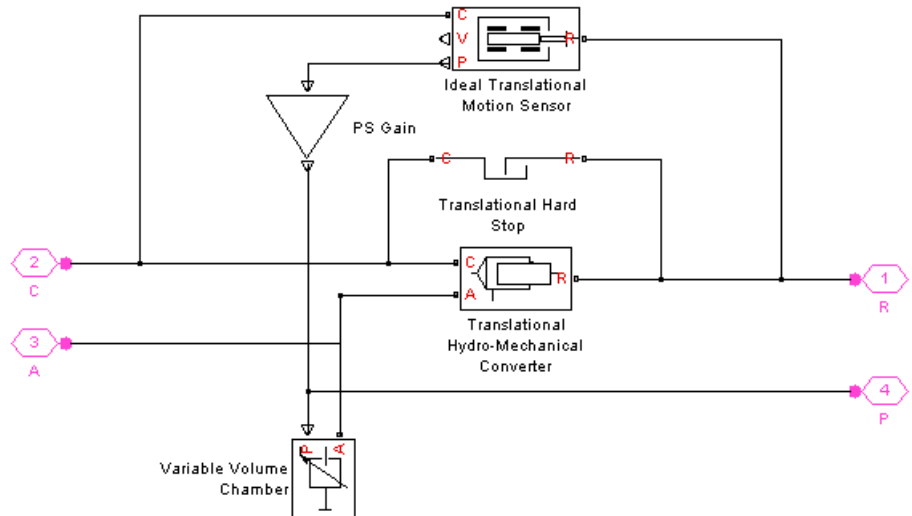 C
V
R
P
Ideal Translational
Motion Sensor
PS Gain
C
R
Translational Hard
Stop
2
C
C
R
A
1
R
Translational
Hydro-Mechanical
Converter
3
A
4
P
P
A
Variable Volume
Chamber